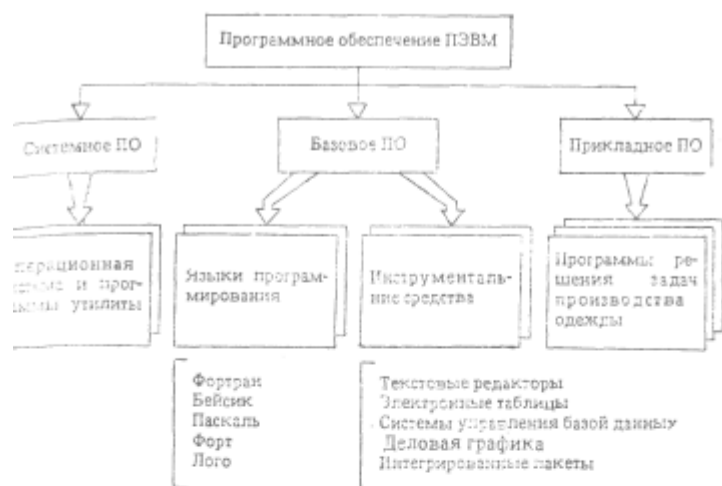 Программное обеспечение ПЭВМ
Системное ПО
Базовое ПО
Прикладное ПО
перационная
и прог-
утилиты
Языки програм-
мирования
Инструменталь-
ные средства
Программы ре-
шения задач
производства
одежды
Фортран
Бейсик
Паскаль
Форт
Лого
Текстовые редакторы
Электронные таблицы
Системы управления базой данных
Деловая графика
Интегрированные пакеты